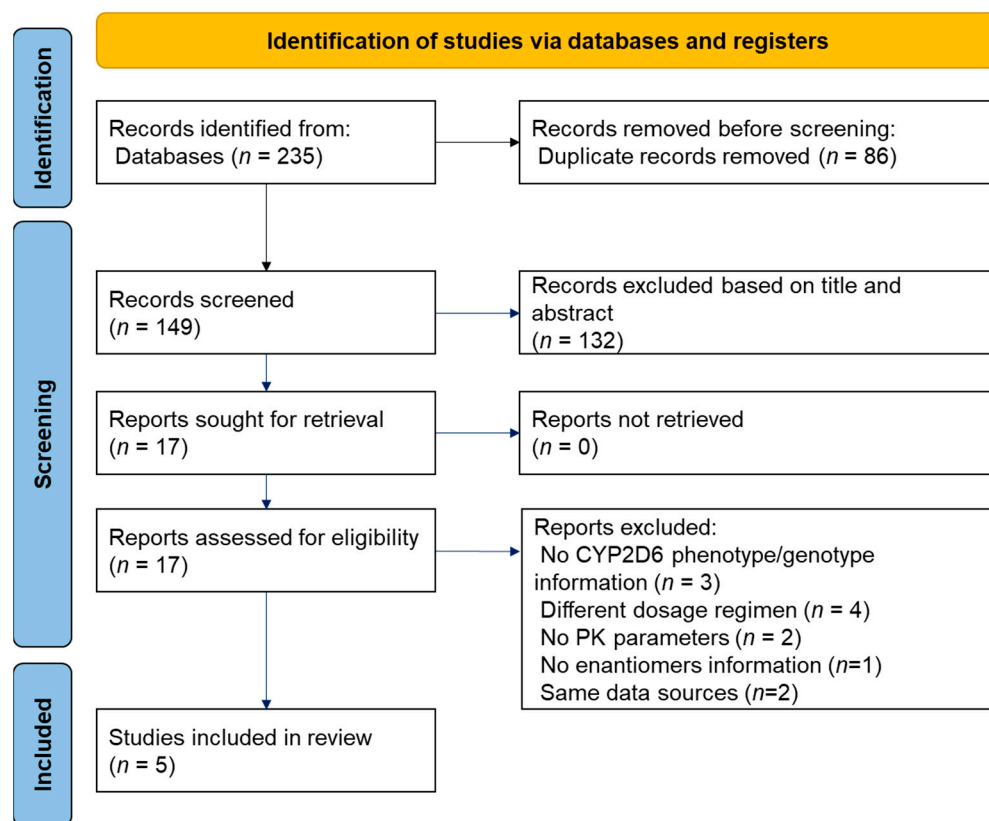 Identification of studies via databases and registers
Identification
Records identified from:
Databases (n = 235)
Records removed before screening:
Duplicate records removed (n = 86)
Screening
Records screened
(n = 149)
Records excluded based on title and
abstract
(n = 132)
Reports sought for retrieval
(n = 17)
Reports not retrieved
(n = 0)
Reports assessed for eligibility
(n = 17)
Reports excluded:
No CYP2D6 phenotype/genotype
information (n = 3)
Different dosage regimen (n = 4)
No PK parameters (n = 2)
No enantiomers information (n=1)
Same data sources (n=2)
Included
Studies included in review
(n = 5)